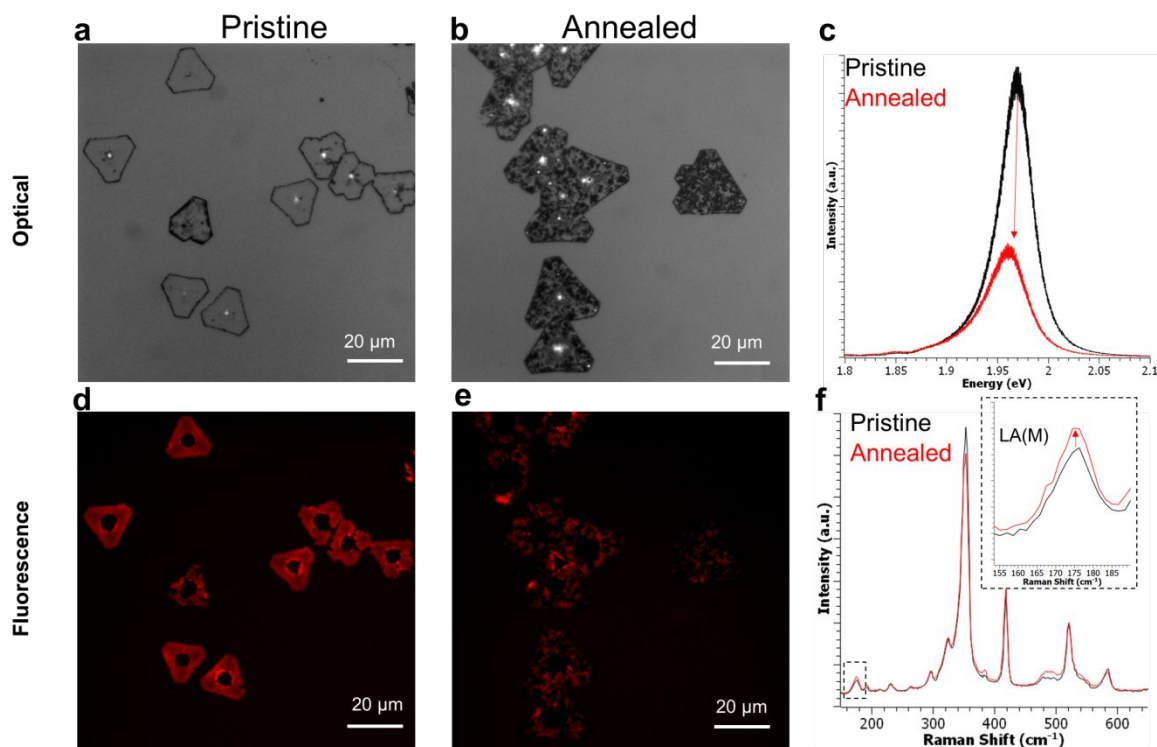 Pristine
Annealed
a
b
c
Optical
20 μm
20 μm
Pristine
Annealed
Intensity (a.u.)
1.8 1.85 1.9 1.95 2 2.05 2.1
Energy (eV)
d
e
f
Fluorescence
20 μm
20 μm
Pristine
Annealed
LA(M)
155 160 165 170 175 180 185
Raman Shift (cm⁻¹)
Intensity (a.u.)
200 300 400 500 600
Raman Shift (cm⁻¹)